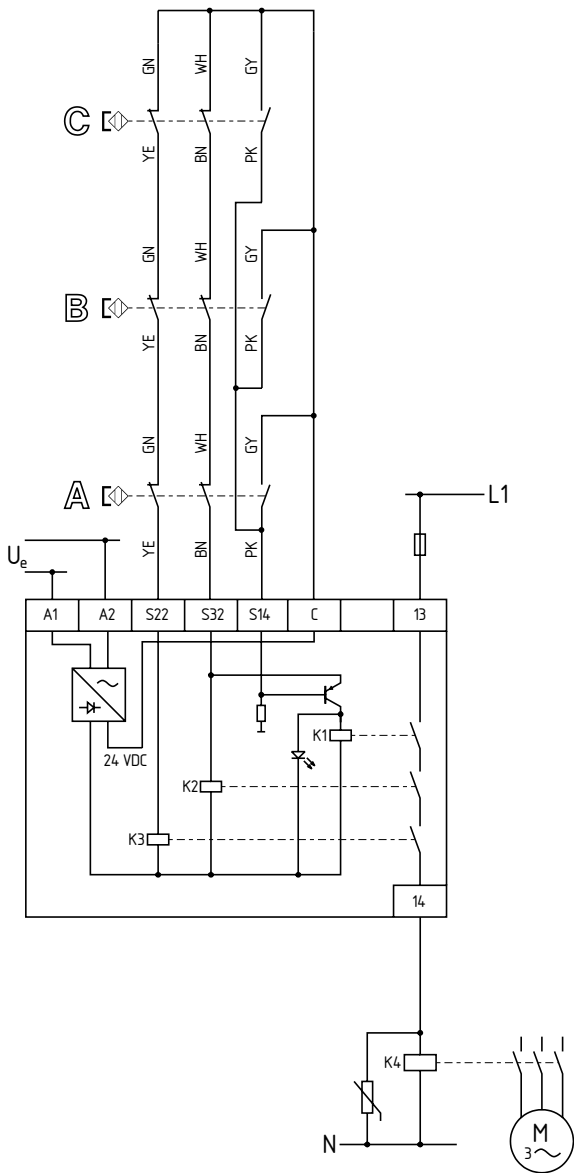 GN WH GY
C
YE BN PK
GN WH GY
B
YE BN PK
GN WH GY
A
L1
YE BN PK
Ue
A1 A2 S22 S32 S14 C 13
K1
24 VDC
K2
K3
14
K4
N
M
3~